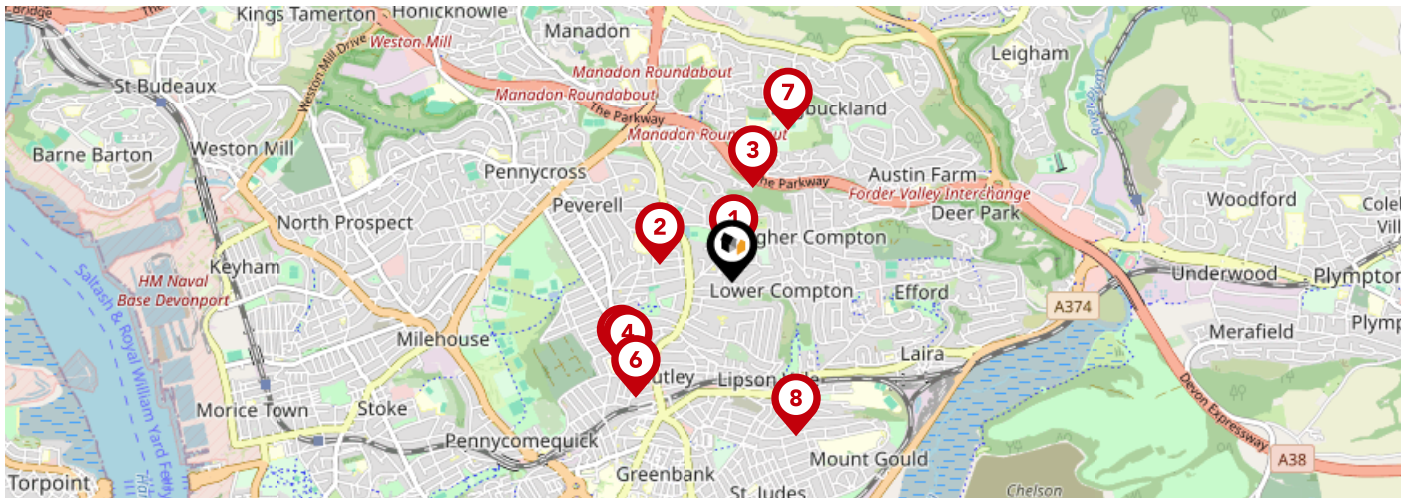 Bridge
The
Kings Tamerton
Honicknowle
Manadon
Weston Mill
Leigham
St Budeaux
Manadon Roundabout
Manadon Roundabout
The Parkway
Manadon Roundabout
Weston Mill Drive
7
buckland
3
Barne Barton
Weston Mill
Pennycross
The Parkway
Austin Farm
Forder Valley Interchange
Deer Park
Woodford
North Prospect
Peverell
2
1
gher Compton
Keyham
HM Naval
Base Devonport
Lower Compton
Efford
Underwood
Plympton
A374
Saltash & Royal William Yard Ferry
4
6
Milehouse
utley
Lipson
8
Laira
Merafield
Morice Town
Stoke
Pennycomequick
Greenbank
Mount Gould
St Judes
Devon Expressway
A38
Torpoint
Chelson